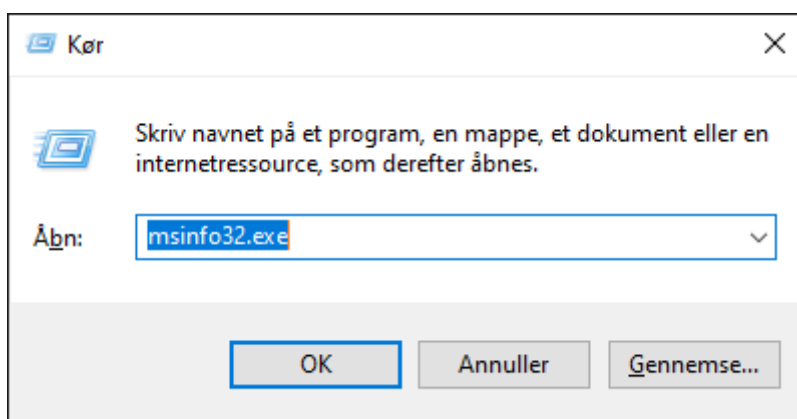 Kør
Skriv navnet på et program, en mappe, et dokument eller en
internetressource, som derefter åbnes.
Åbn: msinfo32.exe
OK Annuller Gennemse...